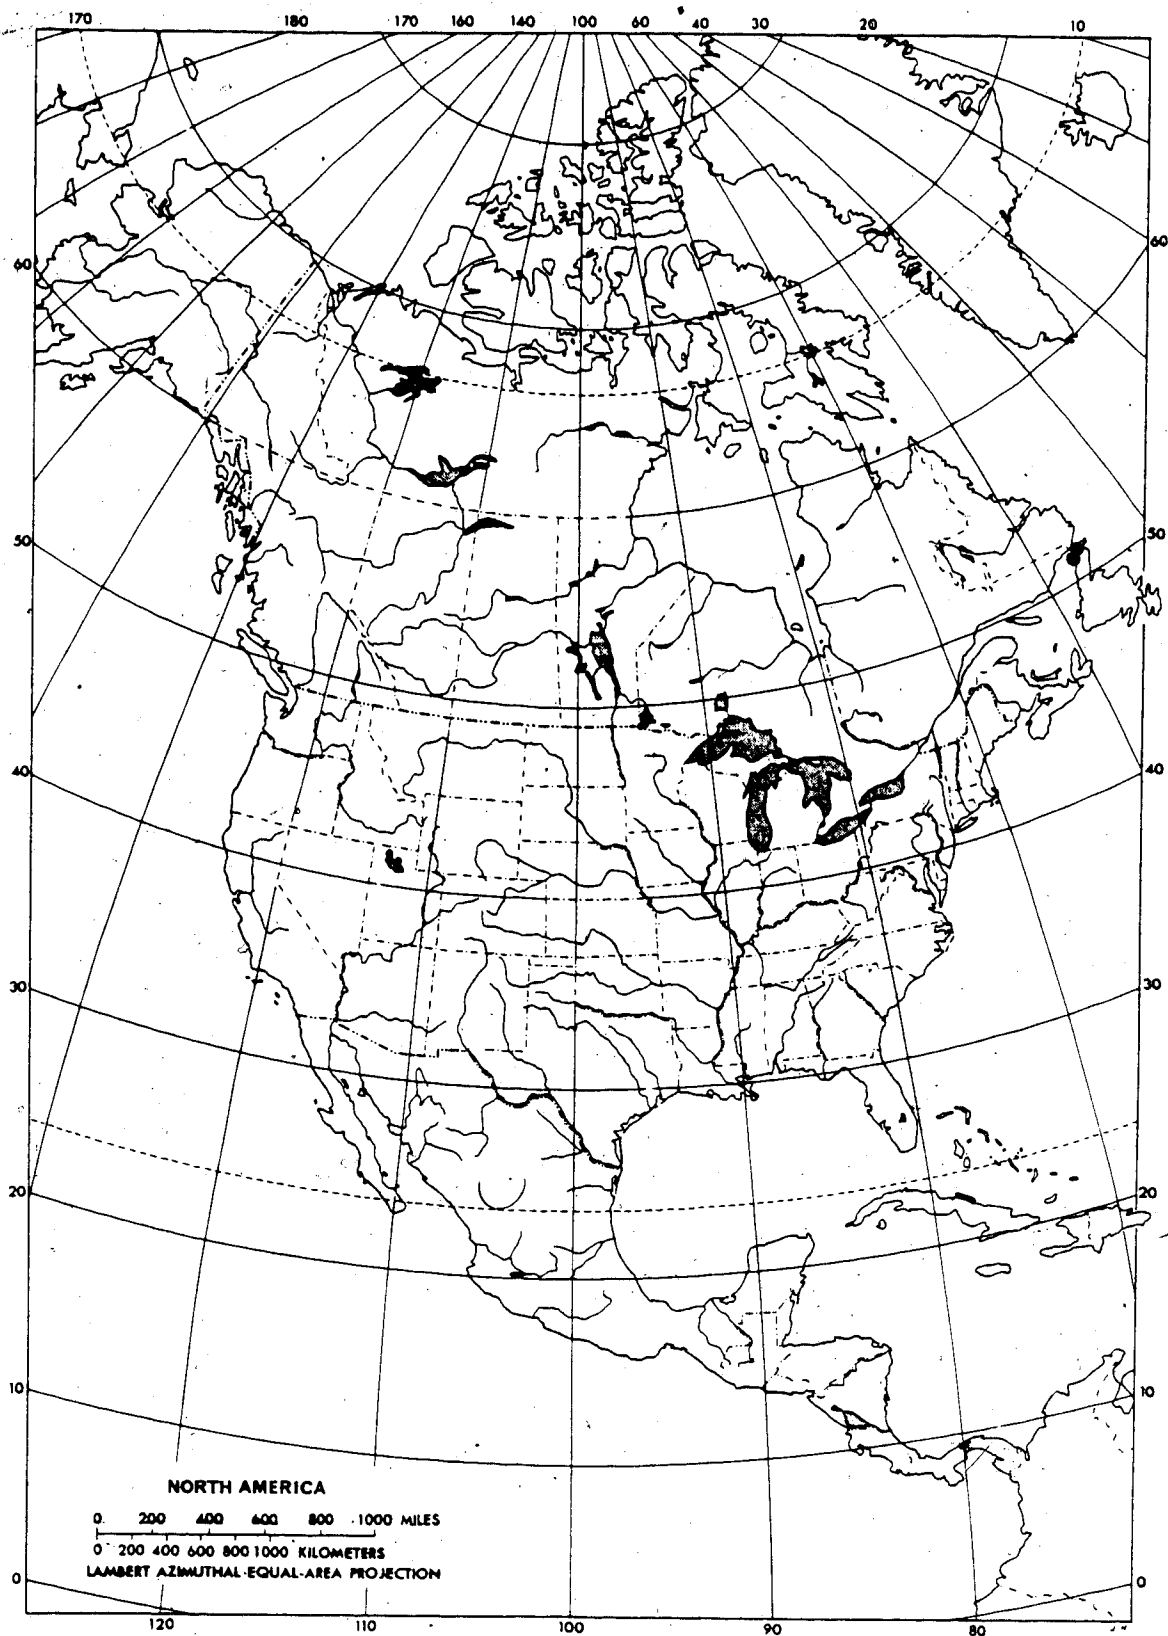 170 180 170 160 140 100 60 40 30 20 10
60 60
50 50
40 40
30 30
20 20
10 10
NORTH AMERICA
0 200 400 600 800 1000 MILES
0 200 400 600 800 1000 KILOMETERS
LAMBERT AZIMUTHAL EQUAL-AREA PROJECTION
0 0
120 110 100 90 80